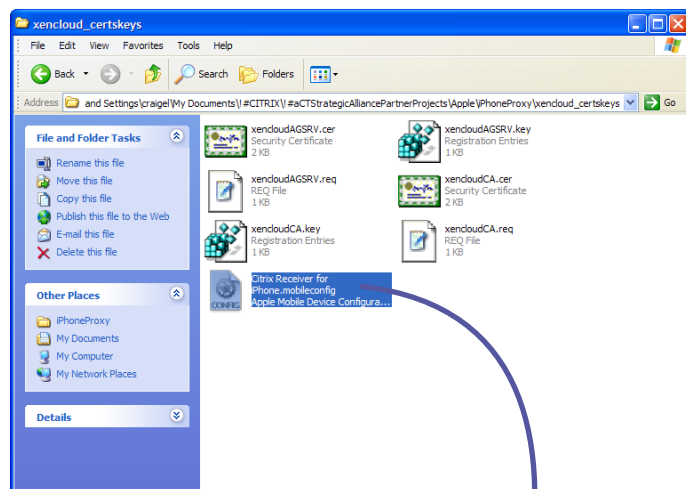 xencloud_certskeys
File Edit View Favorites Tools Help
Back Search Folders
Address and Settings\craigel\My Documents\!#CITRIX\!#aCTStrategicAlliancePartnerProjects\Apple\iPhoneProxy\xencloud_certskeys Go
File and Folder Tasks
Rename this file
Move this file
Copy this file
Publish this file to the Web
E-mail this file
Delete this file
Other Places
iPhoneProxy
My Documents
My Computer
My Network Places
Details
xencloudAGSRV.cer
Security Certificate
2 KB
xencloudAGSRV.key
Registration Entries
1 KB
xencloudAGSRV.req
REQ File
1 KB
xencloudCA.cer
Security Certificate
2 KB
xencloudCA.key
Registration Entries
1 KB
xencloudCA.req
REQ File
1 KB
CONFIG
Citrix Receiver for
iPhone.mobileconfig
Apple Mobile Device Configura...